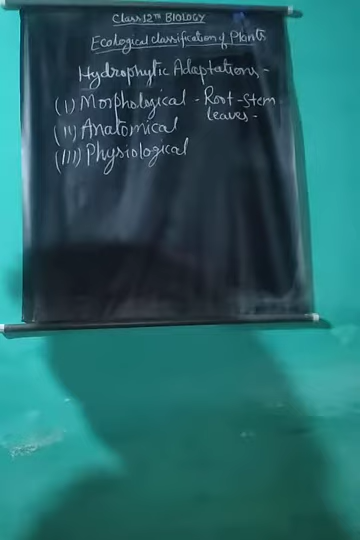 Class 12TH BIOLOGY
Ecological classification of Plants
Hydrophytic Adaptations -
(I) Morphological - Root - Stem -
leaves -
(II) Anatomical
(III) Physiological